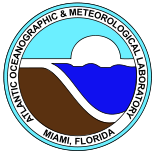 ATLANTIC OCEANOGRAPHIC & METEOROLOGICAL LABORATORY
MIAMI, FLORIDA